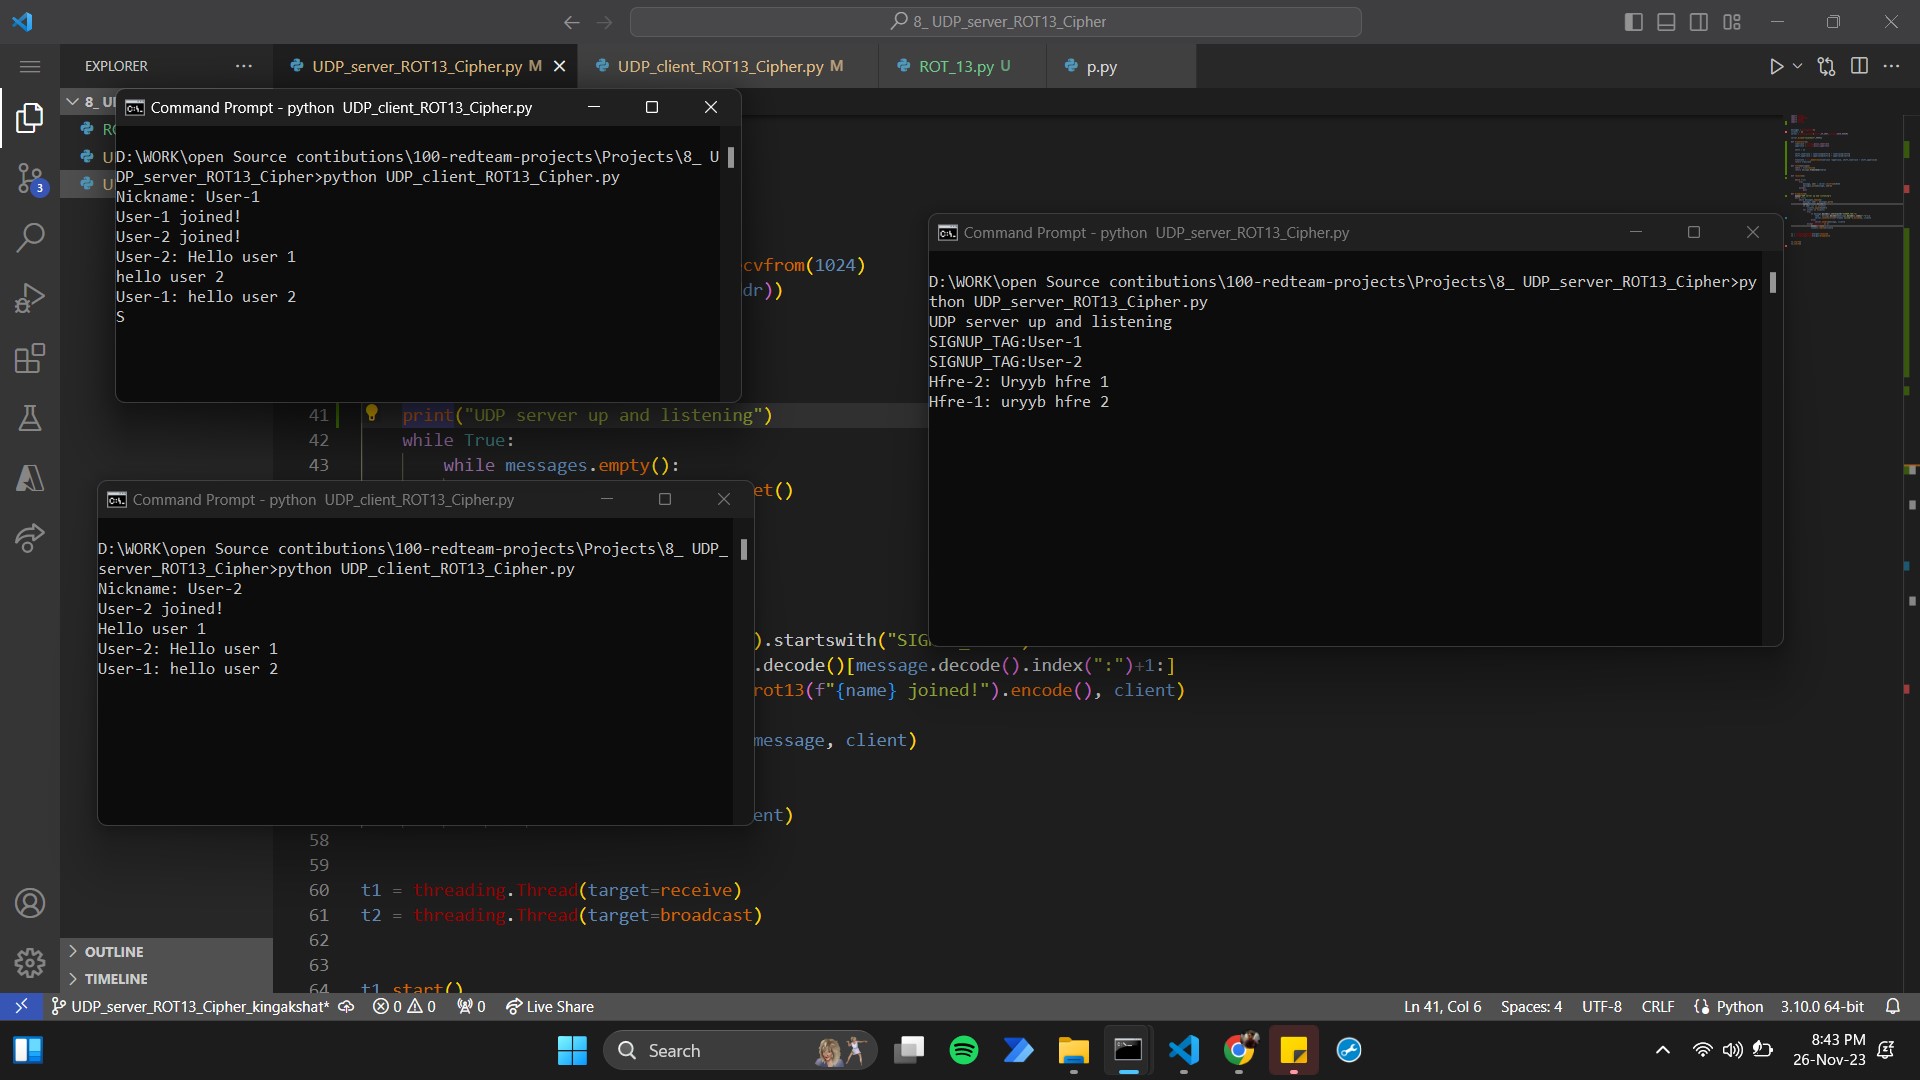 8_ UDP_server_ROT13_Cipher
EXPLORER
UDP_server_ROT13_Cipher.py M
UDP_client_ROT13_Cipher.py M
ROT_13.py U
p.py
8_ U
Command Prompt - python  UDP_client_ROT13_Cipher.py
D:\WORK\open Source contibutions\100-redteam-projects\Projects\8_ U
DP_server_ROT13_Cipher>python UDP_client_ROT13_Cipher.py
Nickname: User-1
User-1 joined!
User-2 joined!
User-2: Hello user 1
hello user 2
User-1: hello user 2
S
cvfrom(1024)
dr))
Command Prompt - python  UDP_server_ROT13_Cipher.py
D:\WORK\open Source contibutions\100-redteam-projects\Projects\8_ UDP_server_ROT13_Cipher>py
thon UDP_server_ROT13_Cipher.py
UDP server up and listening
SIGNUP_TAG:User-1
SIGNUP_TAG:User-2
Hfre-2: Uryyb hfre 1
Hfre-1: uryyb hfre 2
41 print("UDP server up and listening")
42 while True:
43 while messages.empty():
et()
Command Prompt - python  UDP_client_ROT13_Cipher.py
D:\WORK\open Source contibutions\100-redteam-projects\Projects\8_ UDP_
server_ROT13_Cipher>python UDP_client_ROT13_Cipher.py
Nickname: User-2
User-2 joined!
Hello user 1
User-2: Hello user 1
User-1: hello user 2
).startswith("SIG
.decode()[message.decode().index(":")+1:]
rot13(f"{name} joined!").encode(), client)
message, client)
ent)
58
59
60 t1 = threading.Thread(target=receive)
61 t2 = threading.Thread(target=broadcast)
62
63
64 t1.start()
OUTLINE
TIMELINE
3
UDP_server_ROT13_Cipher_kingakshat* 0 0 0 Live Share Ln 41, Col 6 Spaces: 4 UTF-8 CRLF Python 3.10.0 64-bit
Search
8:43 PM
26-Nov-23